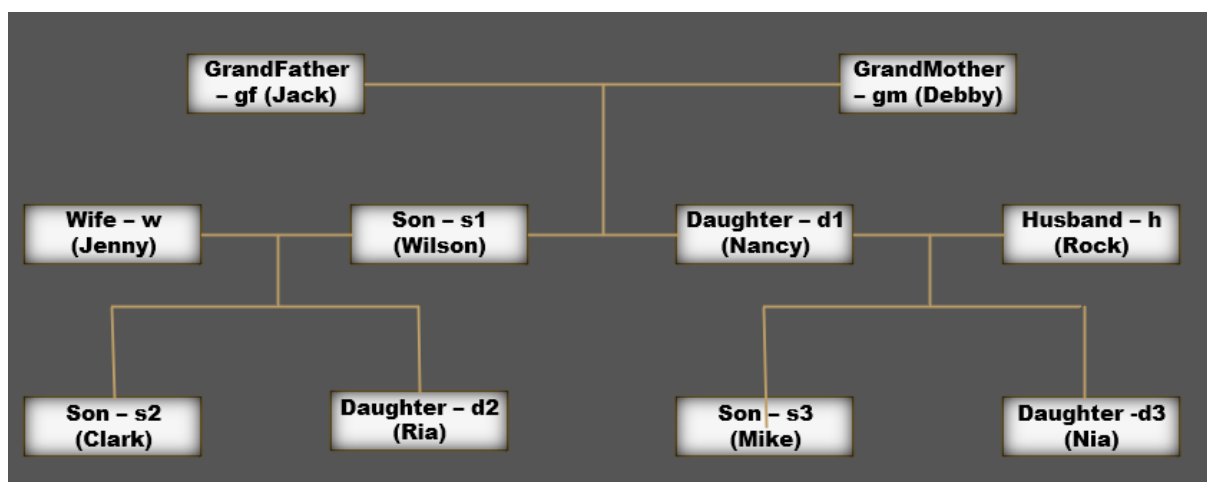 GrandFather
– gf (Jack)
GrandMother
– gm (Debby)
Wife – w
(Jenny)
Son – s1
(Wilson)
Daughter – d1
(Nancy)
Husband – h
(Rock)
Son – s2
(Clark)
Daughter – d2
(Ria)
Son – s3
(Mike)
Daughter -d3
(Nia)